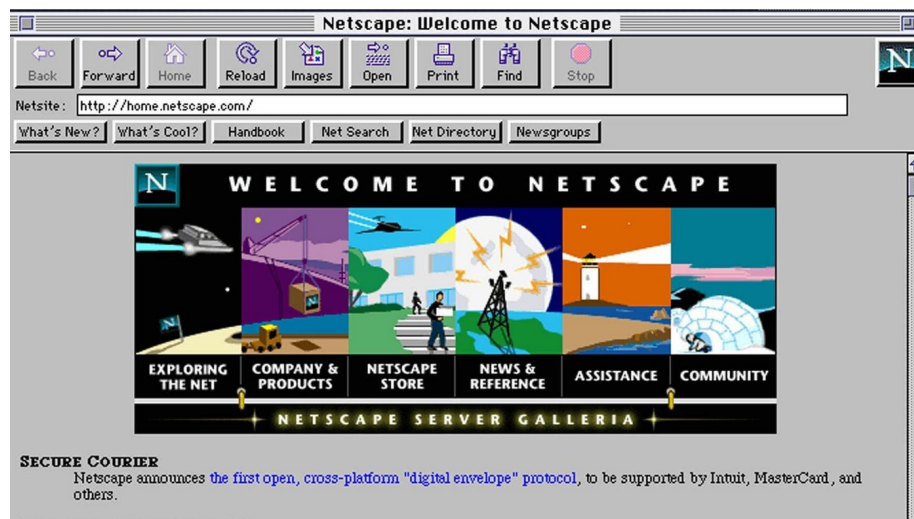 Netscape: Welcome to Netscape
Back Forward Home Reload Images Open Print Find Stop
N
Netsite: http://home.netscape.com/
What's New? What's Cool? Handbook Net Search Net Directory Newsgroups
N WELCOME TO NETSCAPE
N
N
EXPLORING THE NET
COMPANY & PRODUCTS
NETSCAPE STORE
NEWS & REFERENCE
ASSISTANCE
COMMUNITY
NETSCAPE SERVER GALLERIA
SECURE COURIER
Netscape announces the first open, cross-platform "digital envelope" protocol, to be supported by Intuit, MasterCard, and
others.